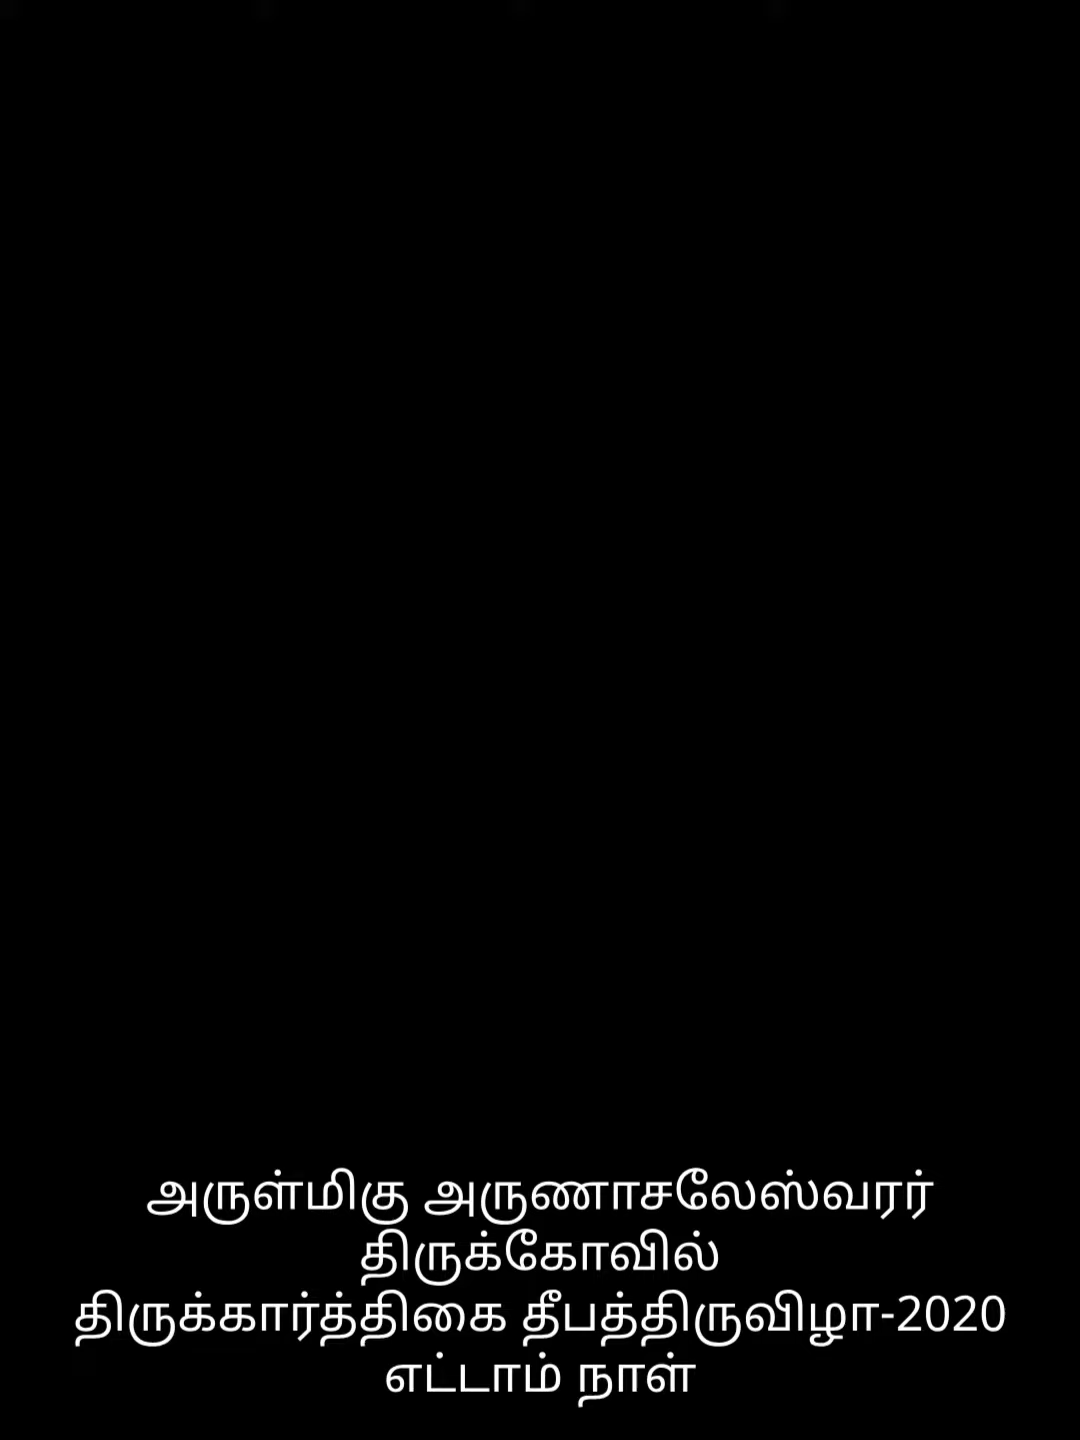 அருள்மிகு அருணாசலேஸ்வரர்
திருக்கோவில்
திருக்கார்த்திகை தீபத்திருவிழா-2020
எட்டாம் நாள்